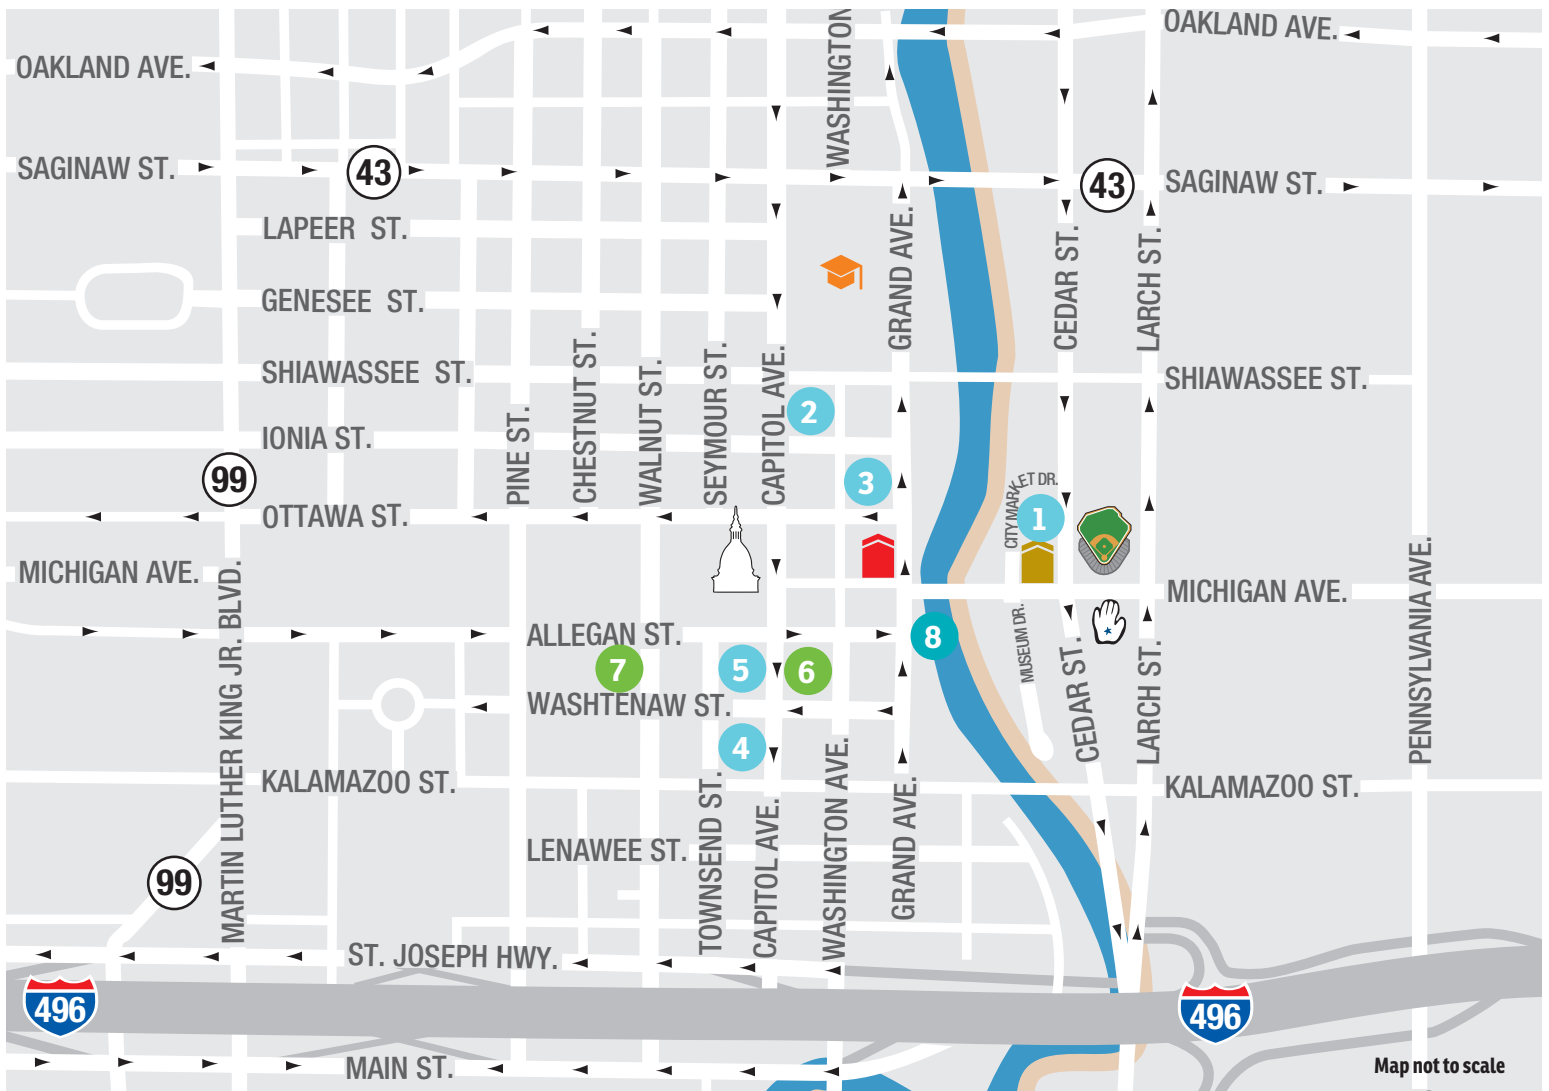 WASHINGTON
OAKLAND AVE.
OAKLAND AVE.
SAGINAW ST.
43
43
SAGINAW ST.
LAPEER ST.
GRAND AVE.
CEDAR ST.
LARCH ST.
GENESEE ST.
SHIAWASSEE ST.
CHESTNUT ST.
WALNUT ST.
SEYMOUR ST.
CAPITOL AVE.
SHIAWASSEE ST.
2
PINE ST.
IONIA ST.
99
3
CITY MARKET DR.
1
OTTAWA ST.
MICHIGAN AVE.
MICHIGAN AVE.
MARTIN LUTHER KING JR. BLVD.
PENNSYLVANIA AVE.
ALLEGAN ST.
8
MUSEUM DR.
7
5
6
CEDAR ST.
LARCH ST.
WASHTENAW ST.
4
KALAMAZOO ST.
TOWNSEND ST.
CAPITOL AVE.
WASHINGTON AVE.
GRAND AVE.
KALAMAZOO ST.
LENAWEE ST.
99
ST. JOSEPH HWY.
496
496
MAIN ST.
Map not to scale